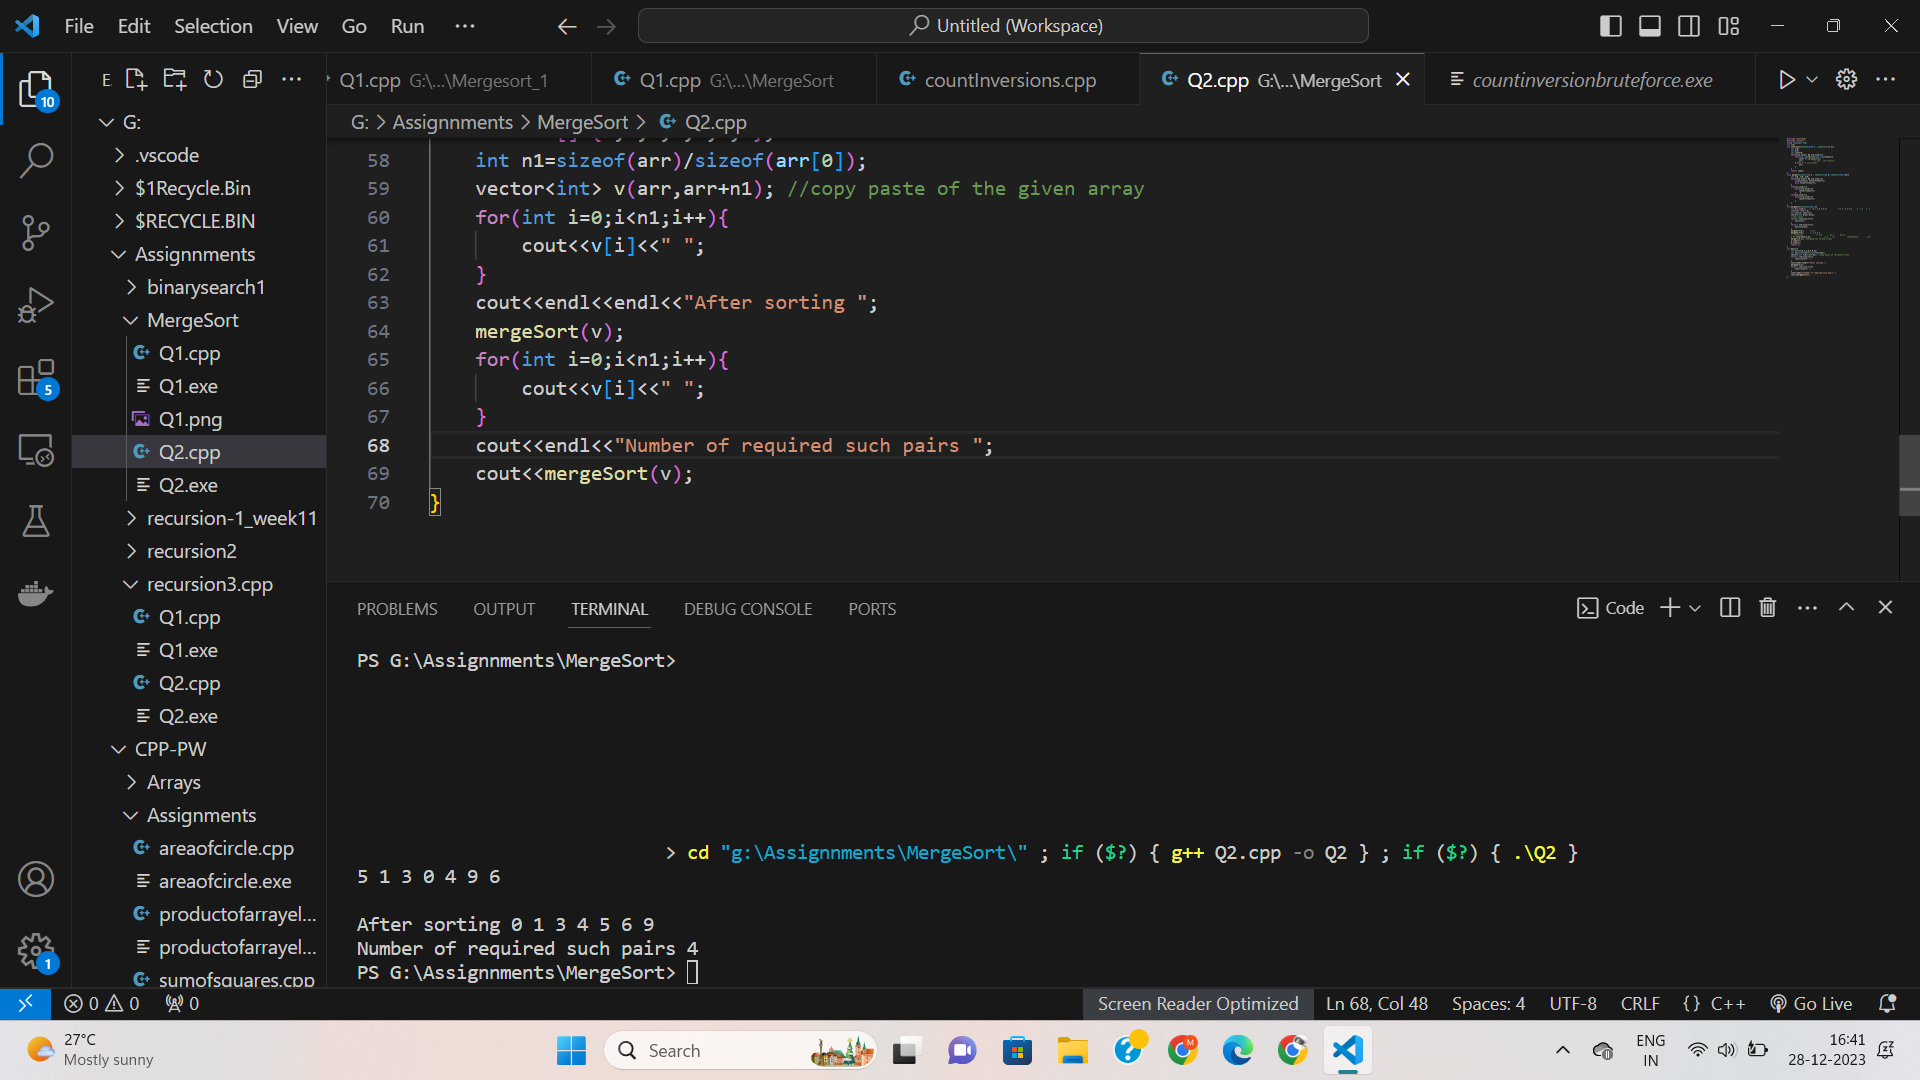 File Edit Selection View Go Run ··· Untitled (Workspace)
10
E
Q1.cpp G:\...\Mergesort_1 Q1.cpp G:\...\MergeSort countInversions.cpp Q2.cpp G:\...\MergeSort countinversionbruteforce.exe
G: > Assignnments > MergeSort > Q2.cpp
G:
.vscode
$1Recycle.Bin
$RECYCLE.BIN
Assignnments
binarysearch1
MergeSort
Q1.cpp
Q1.exe
Q1.png
Q2.cpp
Q2.exe
recursion-1_week11
recursion2
recursion3.cpp
Q1.cpp
Q1.exe
Q2.cpp
Q2.exe
CPP-PW
Arrays
Assignments
areaofcircle.cpp
areaofcircle.exe
productofarrayel...
productofarrayel...
sumofsquares.cpp
5
1
58 int n1=sizeof(arr)/sizeof(arr[0]);
59 vector<int> v(arr,arr+n1); //copy paste of the given array
60 for(int i=0;i<n1;i++){
61 cout<<v[i]<<" ";
62 }
63 cout<<endl<<endl<<"After sorting ";
64 mergeSort(v);
65 for(int i=0;i<n1;i++){
66 cout<<v[i]<<" ";
67 }
68 cout<<endl<<"Number of required such pairs ";
69 cout<<mergeSort(v);
70 }
PROBLEMS OUTPUT TERMINAL DEBUG CONSOLE PORTS Code
PS G:\Assignnments\MergeSort>
> cd "g:\Assignnments\MergeSort\" ; if ($?) { g++ Q2.cpp -o Q2 } ; if ($?) { .\Q2 }
5 1 3 0 4 9 6
After sorting 0 1 3 4 5 6 9
Number of required such pairs 4
PS G:\Assignnments\MergeSort>
0 0 0 Screen Reader Optimized Ln 68, Col 48 Spaces: 4 UTF-8 CRLF {} C++ Go Live
27°C
Mostly sunny
Search
M
ENG
IN
16:41
28-12-2023